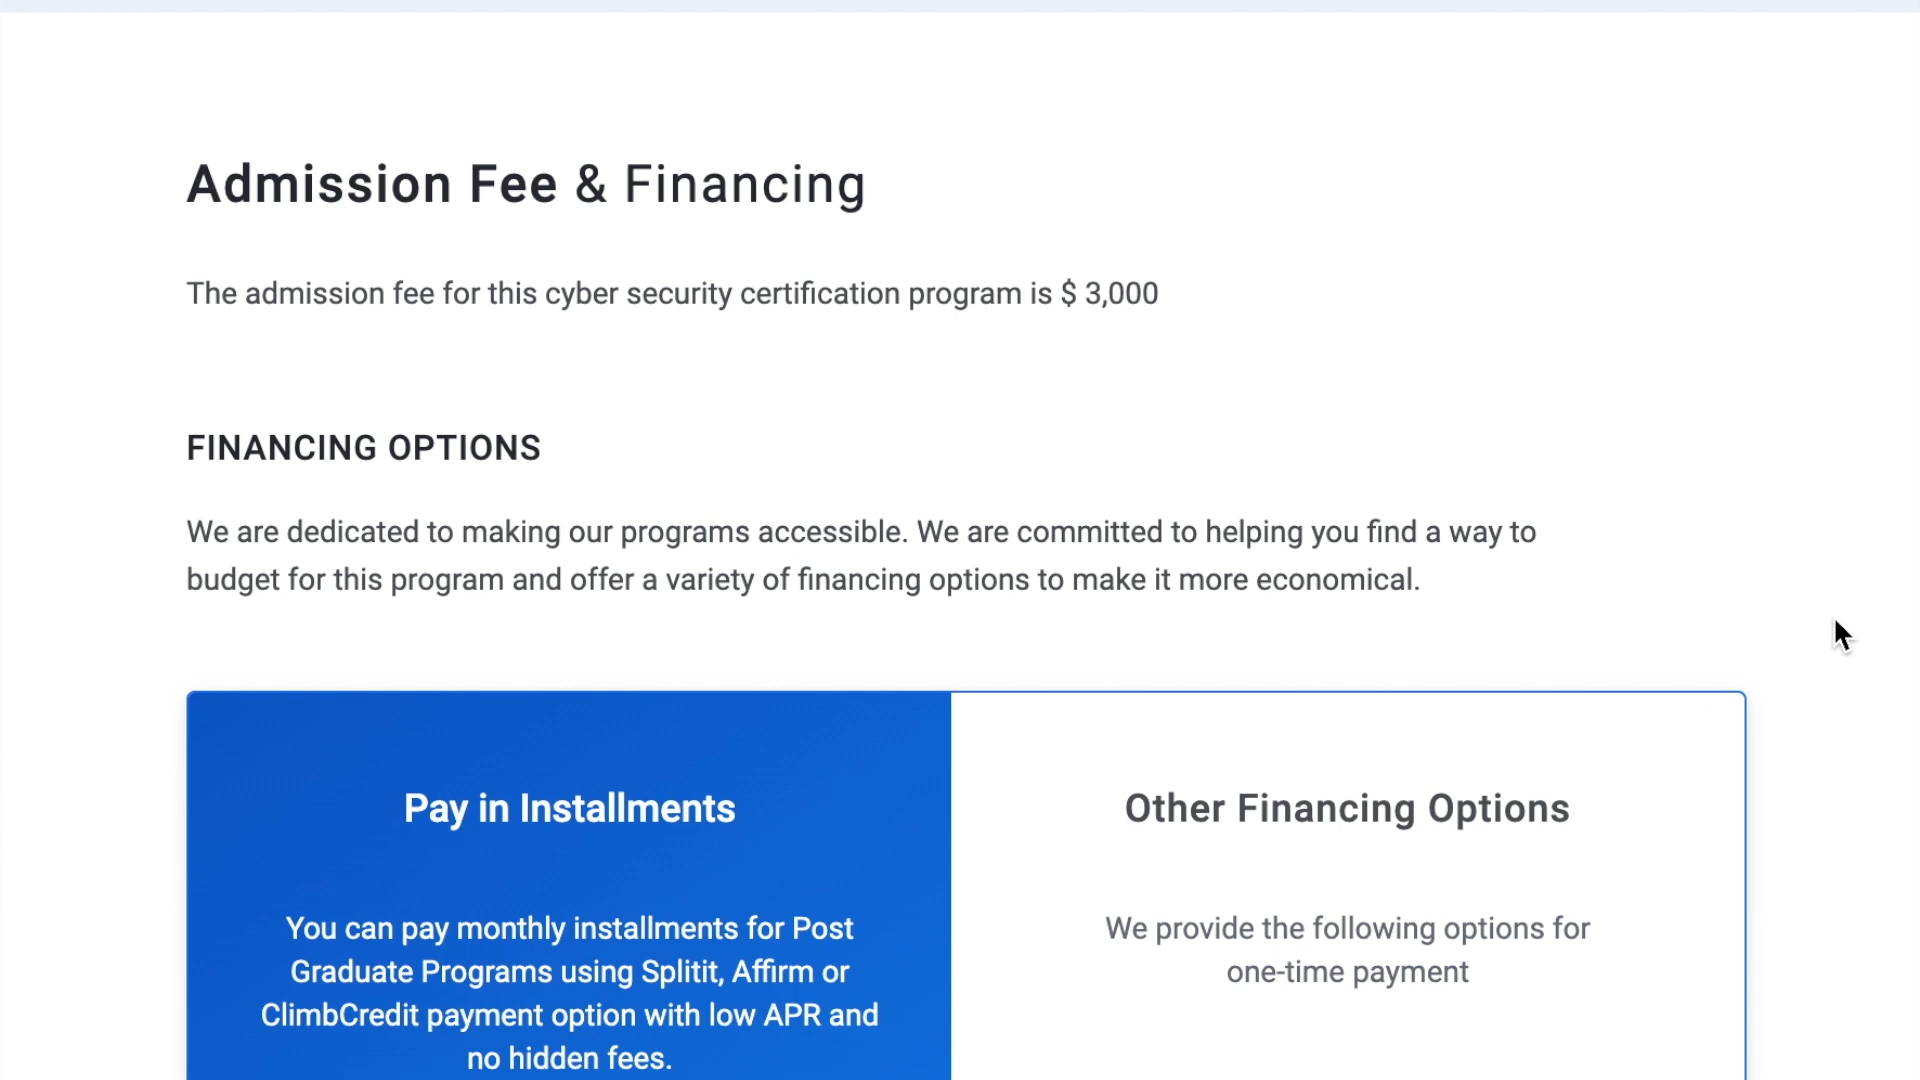 Admission Fee & Financing
The admission fee for this cyber security certification program is $ 3,000
FINANCING OPTIONS
We are dedicated to making our programs accessible. We are committed to helping you find a way to
budget for this program and offer a variety of financing options to make it more economical.
Pay in Installments
You can pay monthly installments for Post
Graduate Programs using Splitit, Affirm or
ClimbCredit payment option with low APR and
no hidden fees.
Other Financing Options
We provide the following options for
one-time payment